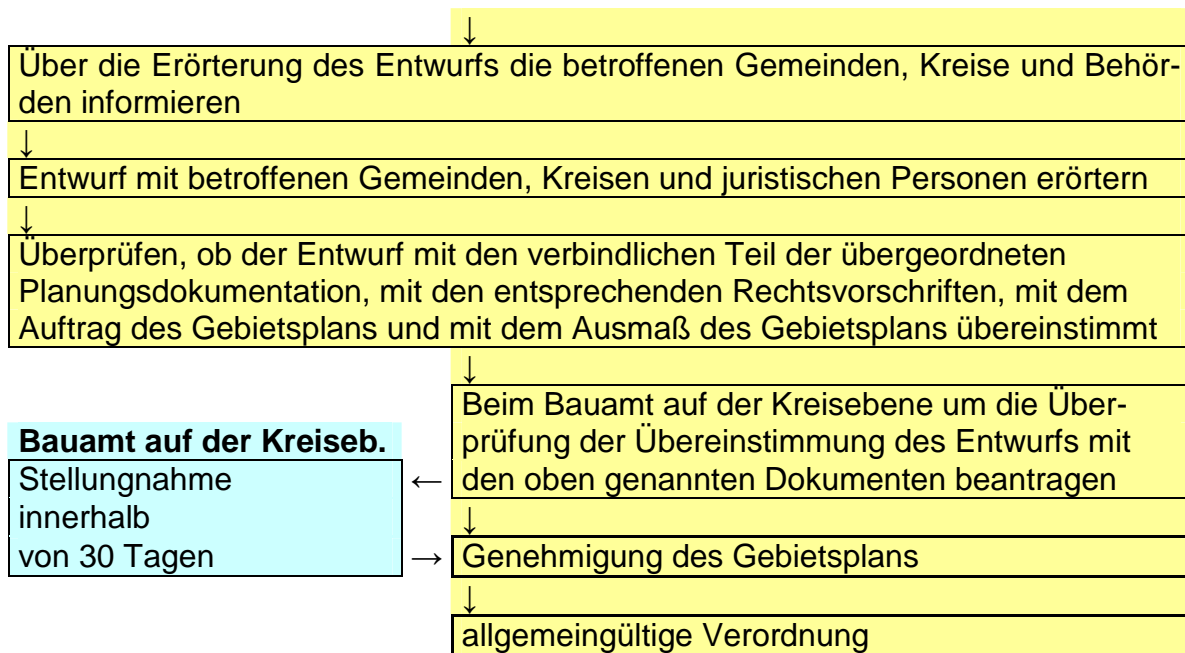 ↓
Über die Erörterung des Entwurfs die betroffenen Gemeinden, Kreise und Behör-
den informieren
↓
Entwurf mit betroffenen Gemeinden, Kreisen und juristischen Personen erörtern
↓
Überprüfen, ob der Entwurf mit den verbindlichen Teil der übergeordneten
Planungsdokumentation, mit den entsprechenden Rechtsvorschriften, mit dem
Auftrag des Gebietsplans und mit dem Ausmaß des Gebietsplans übereinstimmt
↓
Beim Bauamt auf der Kreisebene um die Über-
prüfung der Übereinstimmung des Entwurfs mit
den oben genannten Dokumenten beantragen
Bauamt auf der Kreiseb.
Stellungnahme ←
innerhalb
von 30 Tagen →
↓
Genehmigung des Gebietsplans
↓
allgemeingültige Verordnung